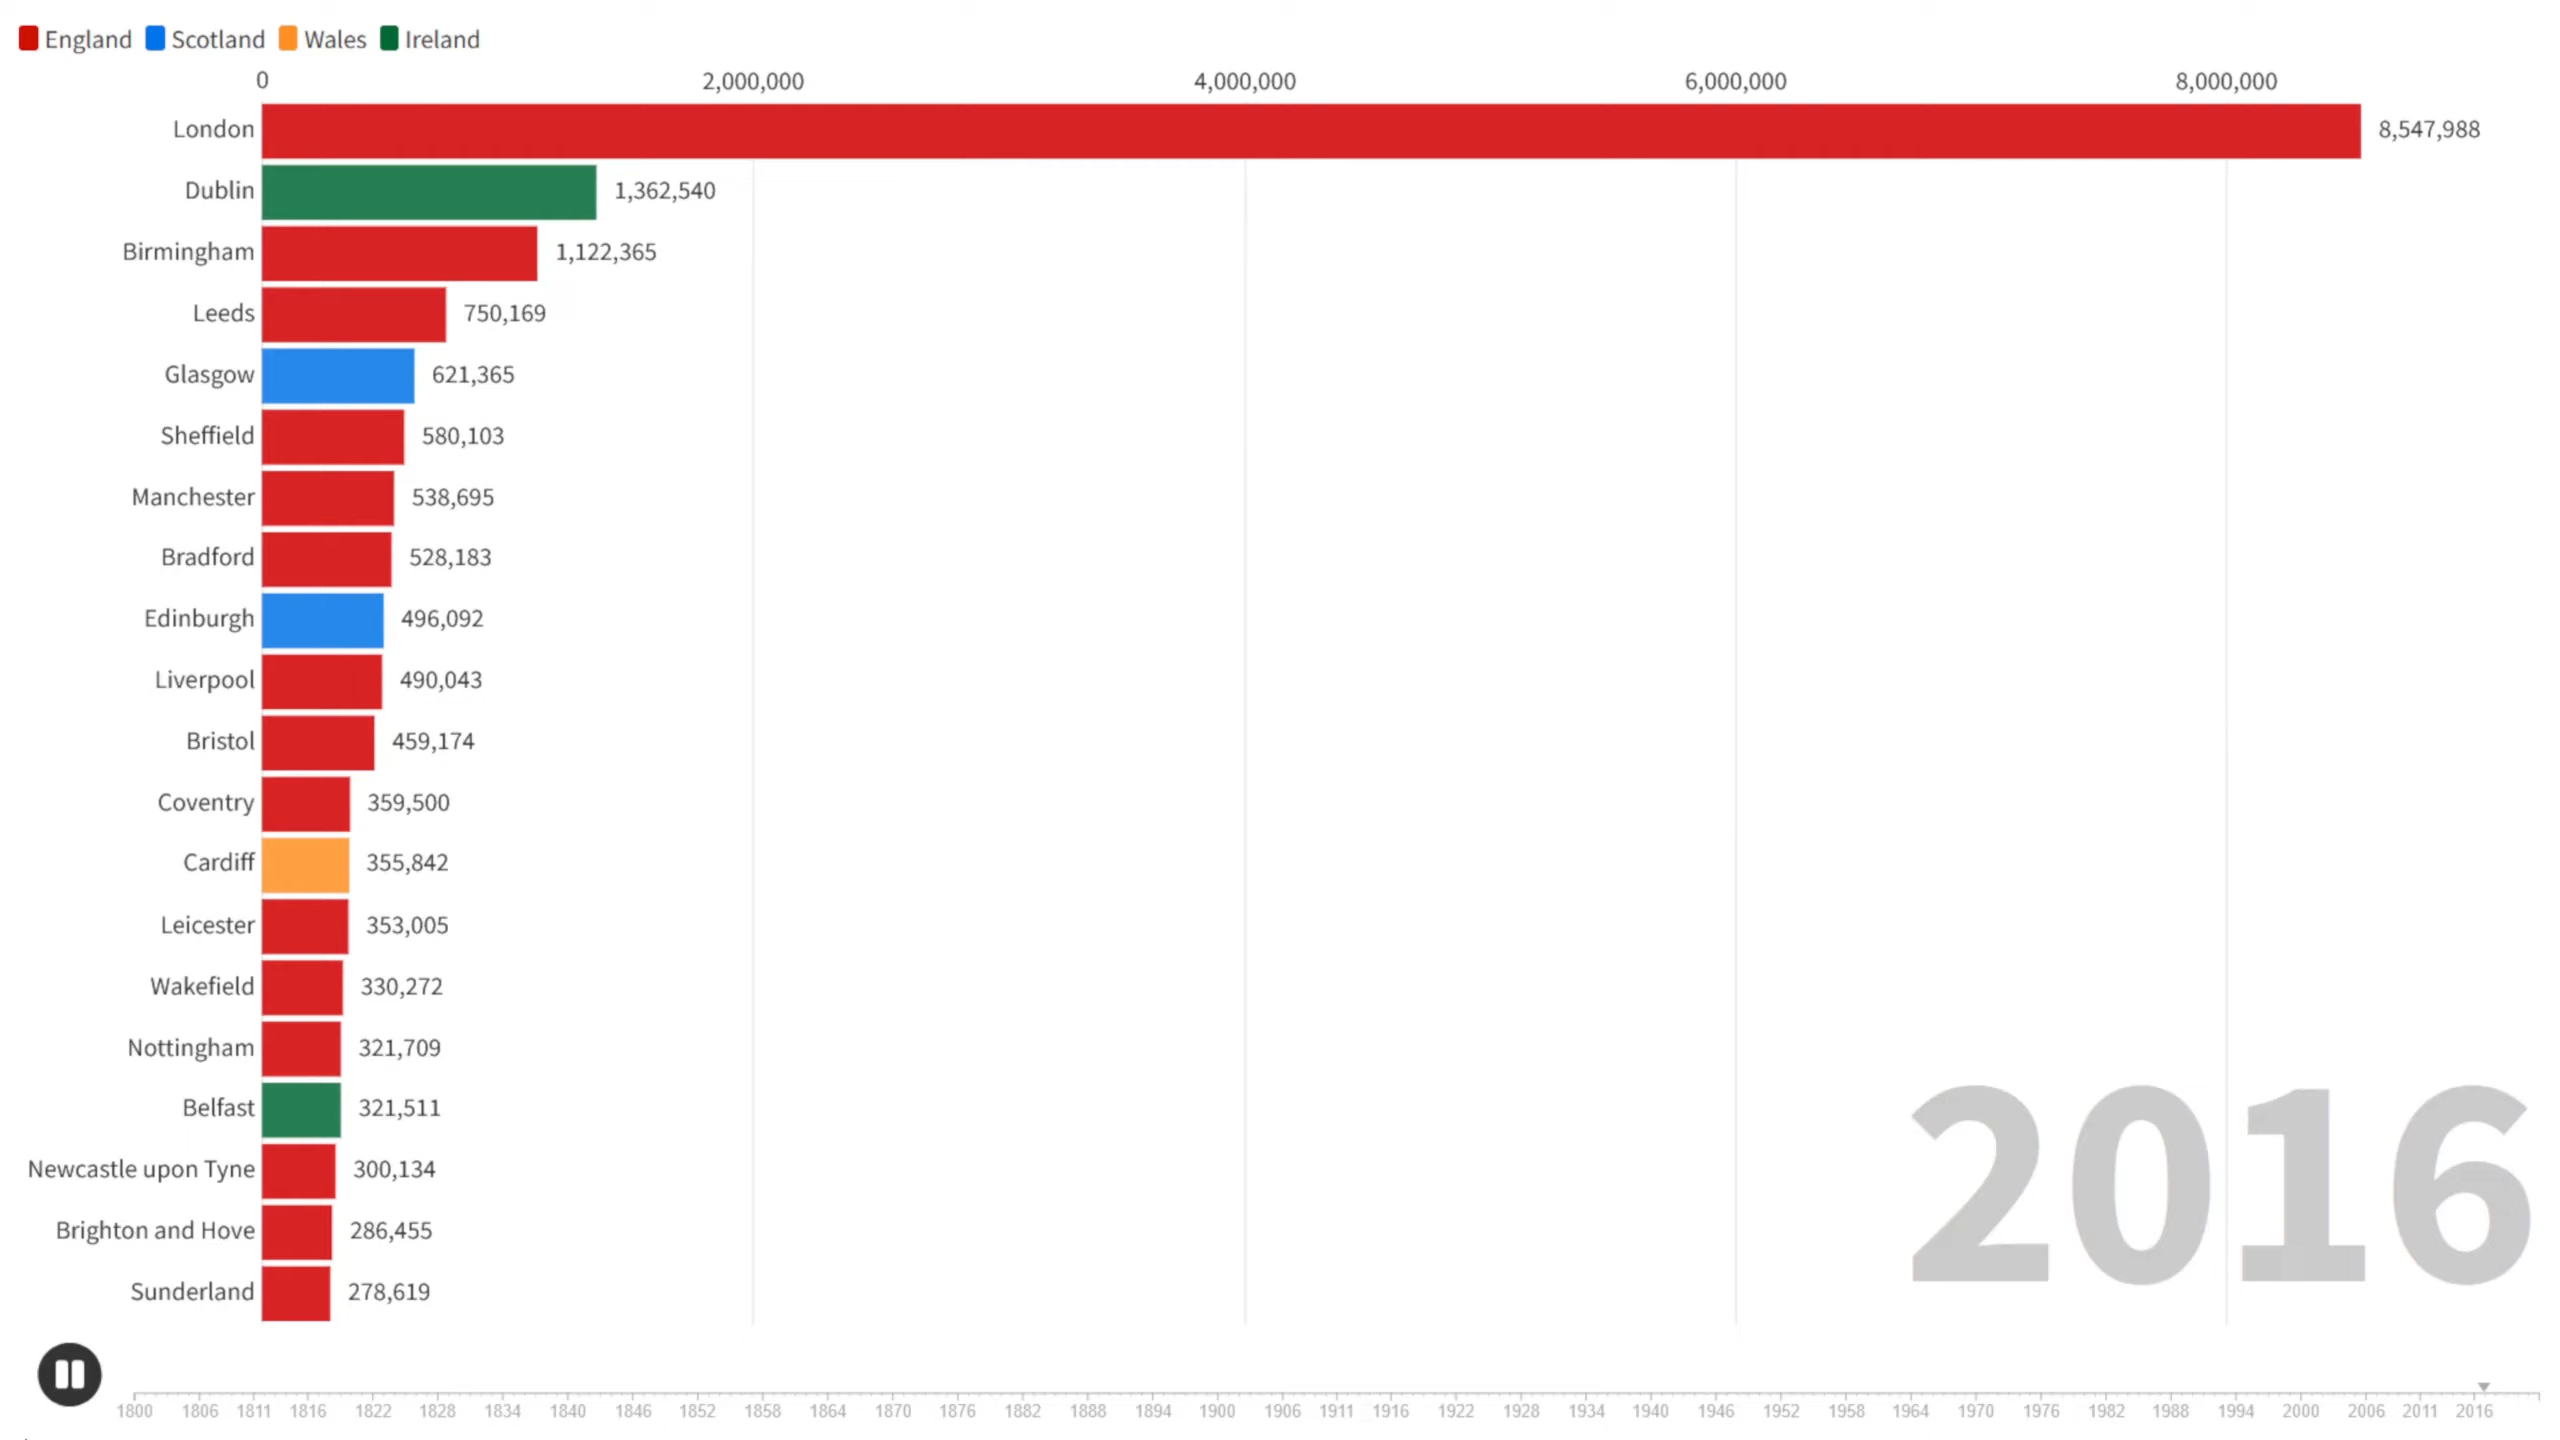 England Scotland Wales Ireland
0 2,000,000 4,000,000 6,000,000 8,000,000
London 8,547,988
Dublin 1,362,540
Birmingham 1,122,365
Leeds 750,169
Glasgow 621,365
Sheffield 580,103
Manchester 538,695
Bradford 528,183
Edinburgh 496,092
Liverpool 490,043
Bristol 459,174
Coventry 359,500
Cardiff 355,842
Leicester 353,005
Wakefield 330,272
Nottingham 321,709
Belfast 321,511
Newcastle upon Tyne 300,134
Brighton and Hove 286,455
Sunderland 278,619
2016
1800 1806 1811 1816 1822 1828 1834 1840 1846 1852 1858 1864 1870 1876 1882 1888 1894 1900 1906 1911 1916 1922 1928 1934 1940 1946 1952 1958 1964 1970 1976 1982 1988 1994 2000 2006 2011 2016